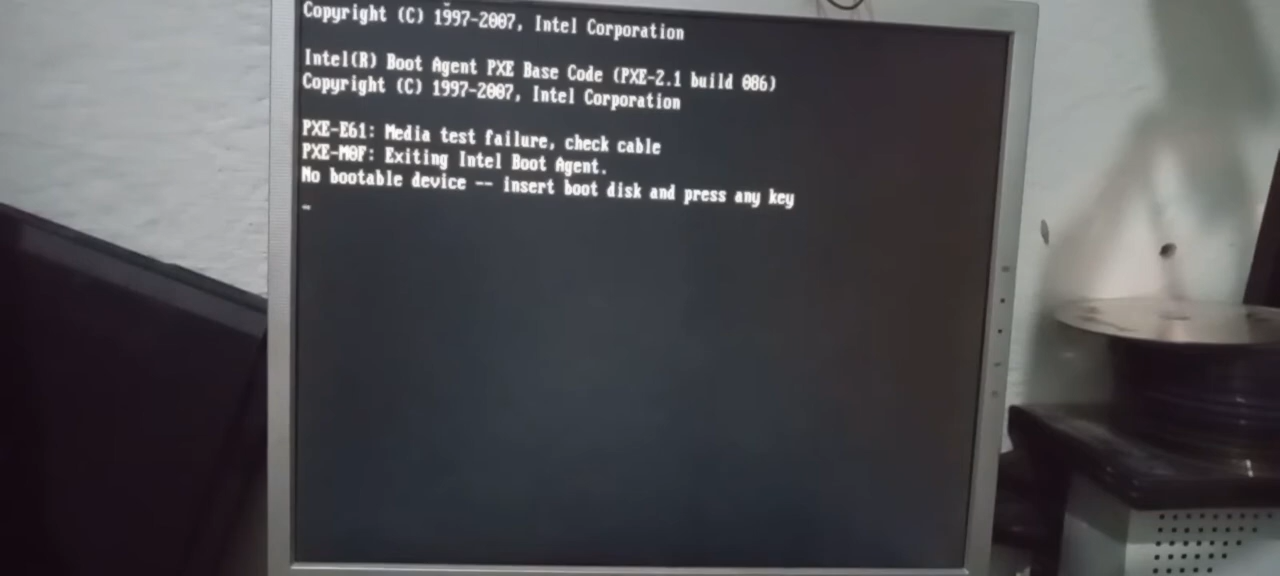 Copyright (C) 1997-2007, Intel Corporation
Intel(R) Boot Agent PXE Base Code (PXE-2.1 build 086)
Copyright (C) 1997-2007, Intel Corporation
PXE-E61: Media test failure, check cable
PXE-M0F: Exiting Intel Boot Agent.
No bootable device -- insert boot disk and press any key
_